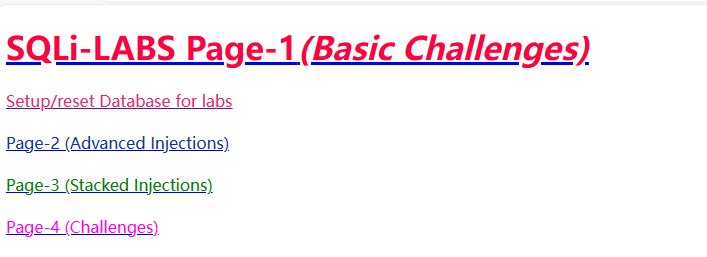 SQLi-LABS Page-1(Basic Challenges)
Setup/reset Database for labs
Page-2 (Advanced Injections)
Page-3 (Stacked Injections)
Page-4 (Challenges)